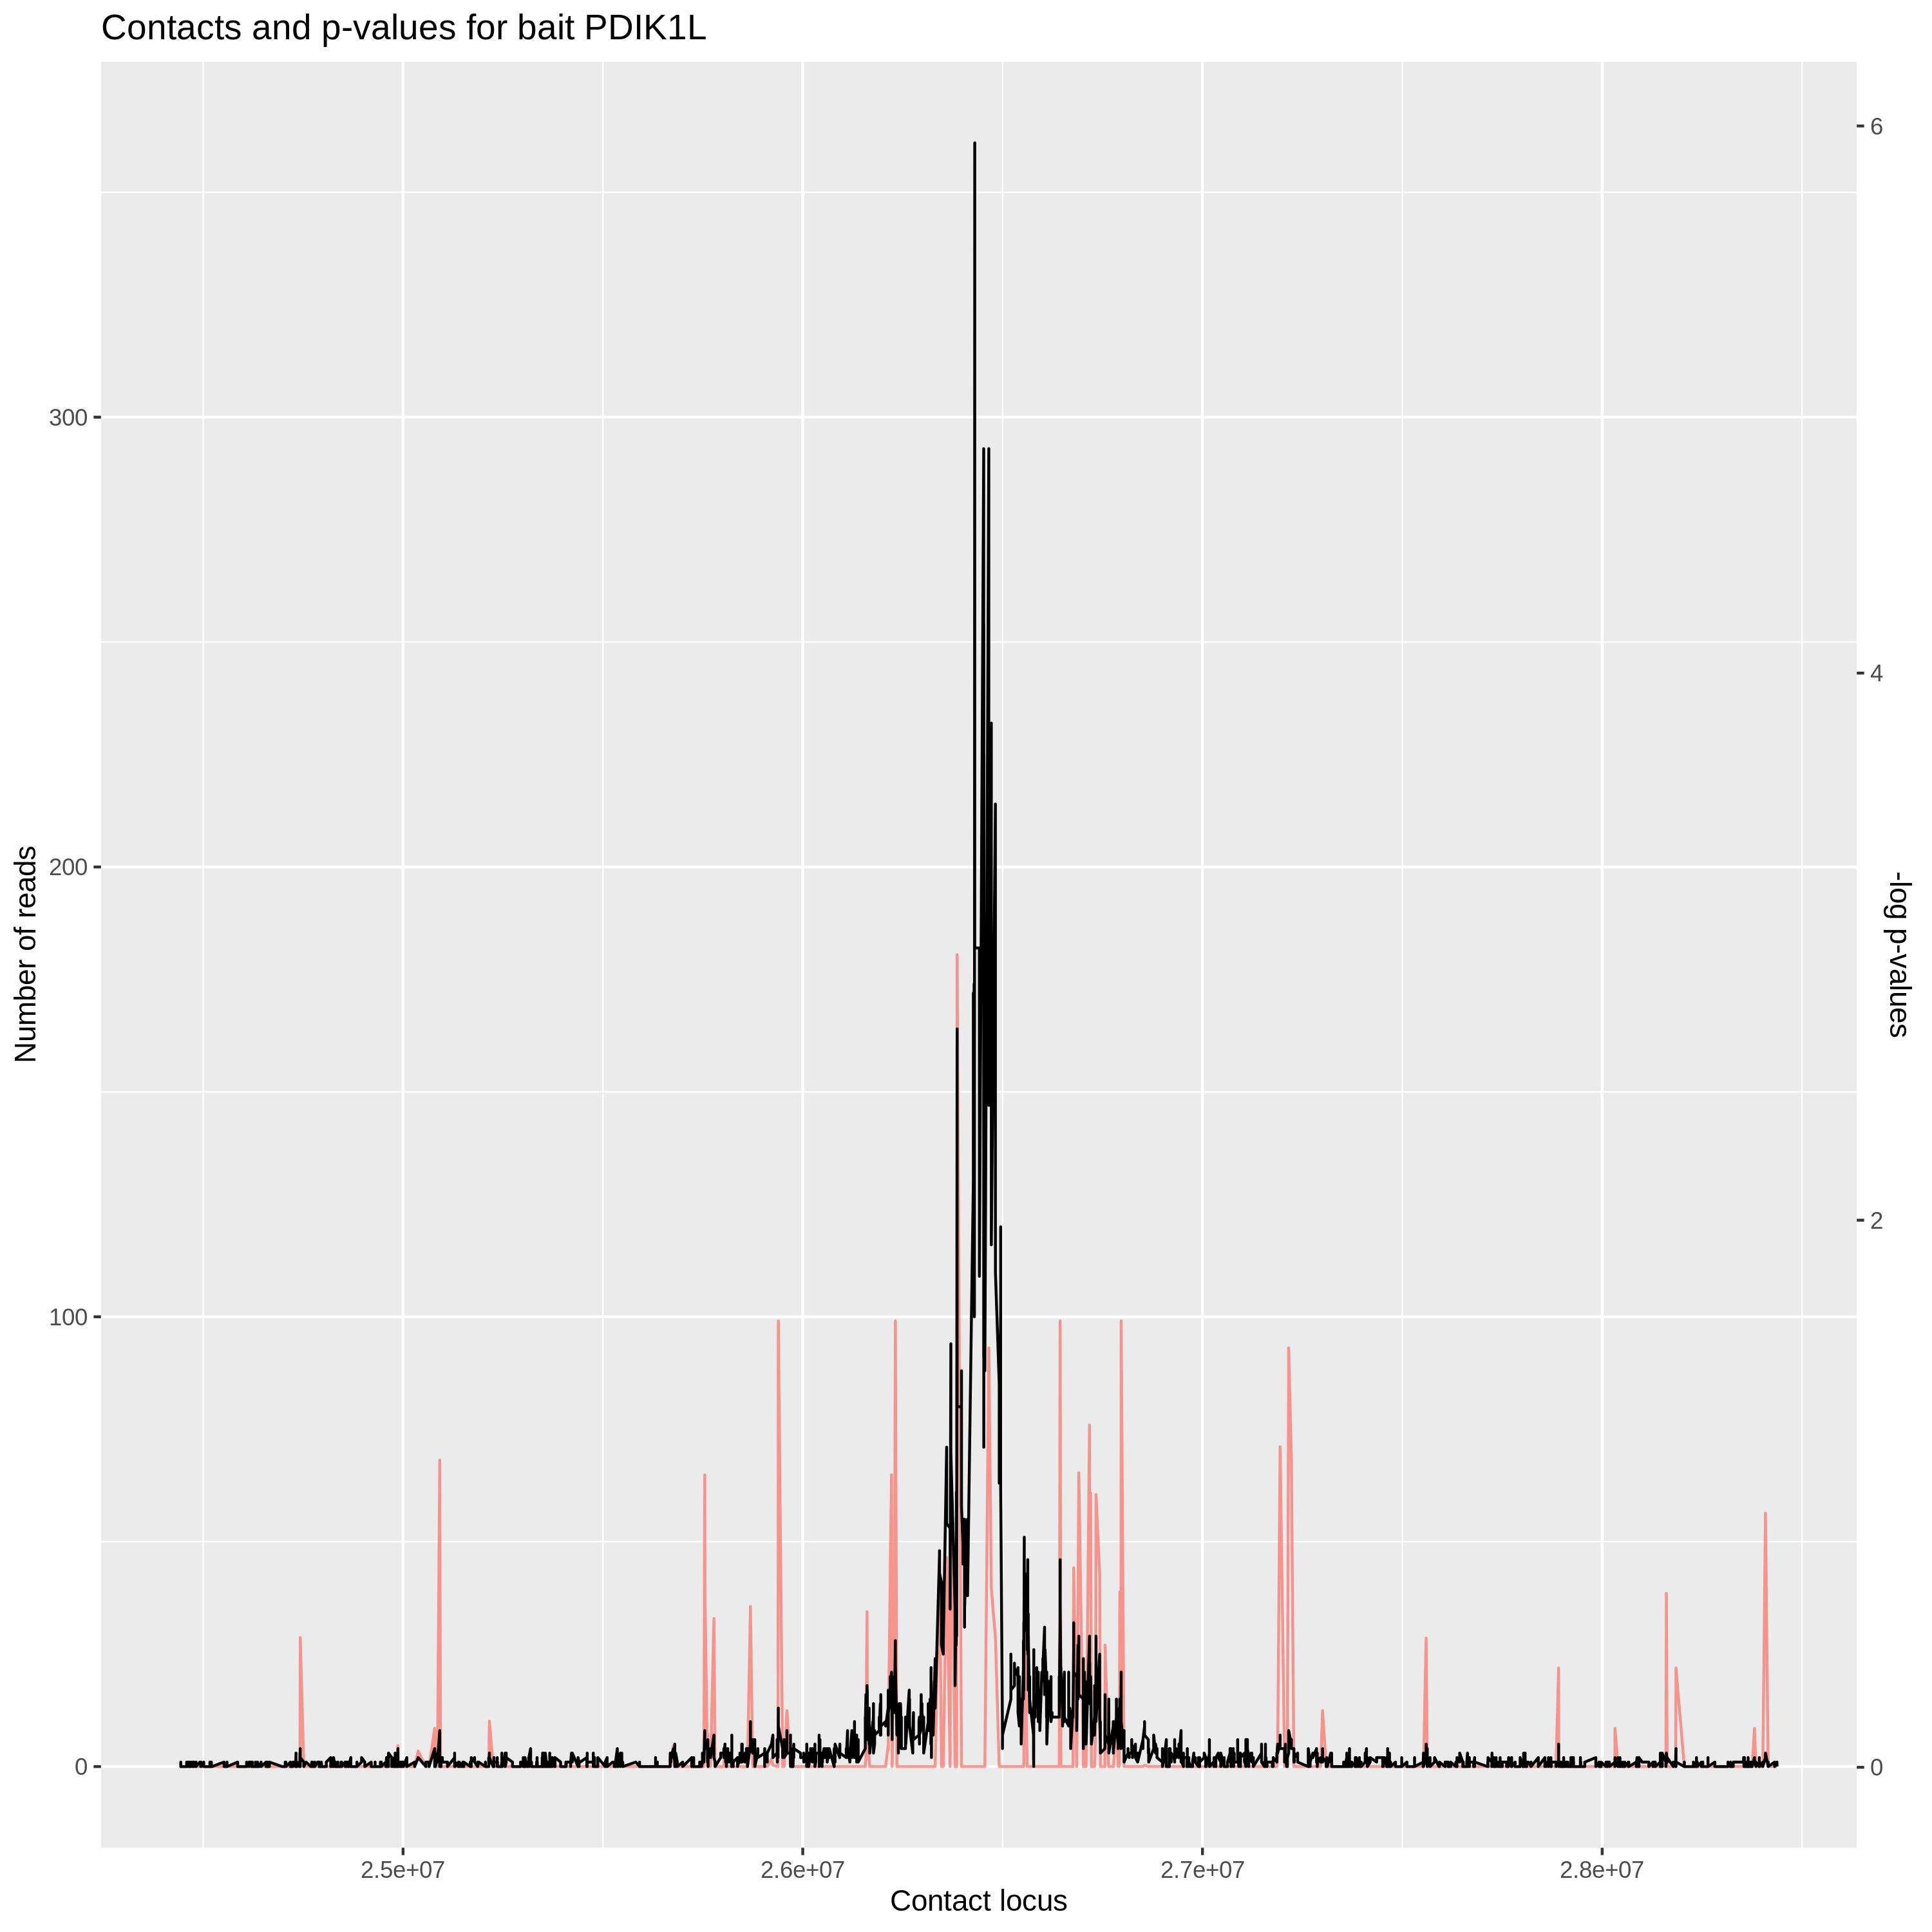 Contacts and p-values for bait PDIK1L
Number of reads
300
200
100
0
6
4
2
0
-log p-values
2.5e+07 2.6e+07 2.7e+07 2.8e+07
Contact locus